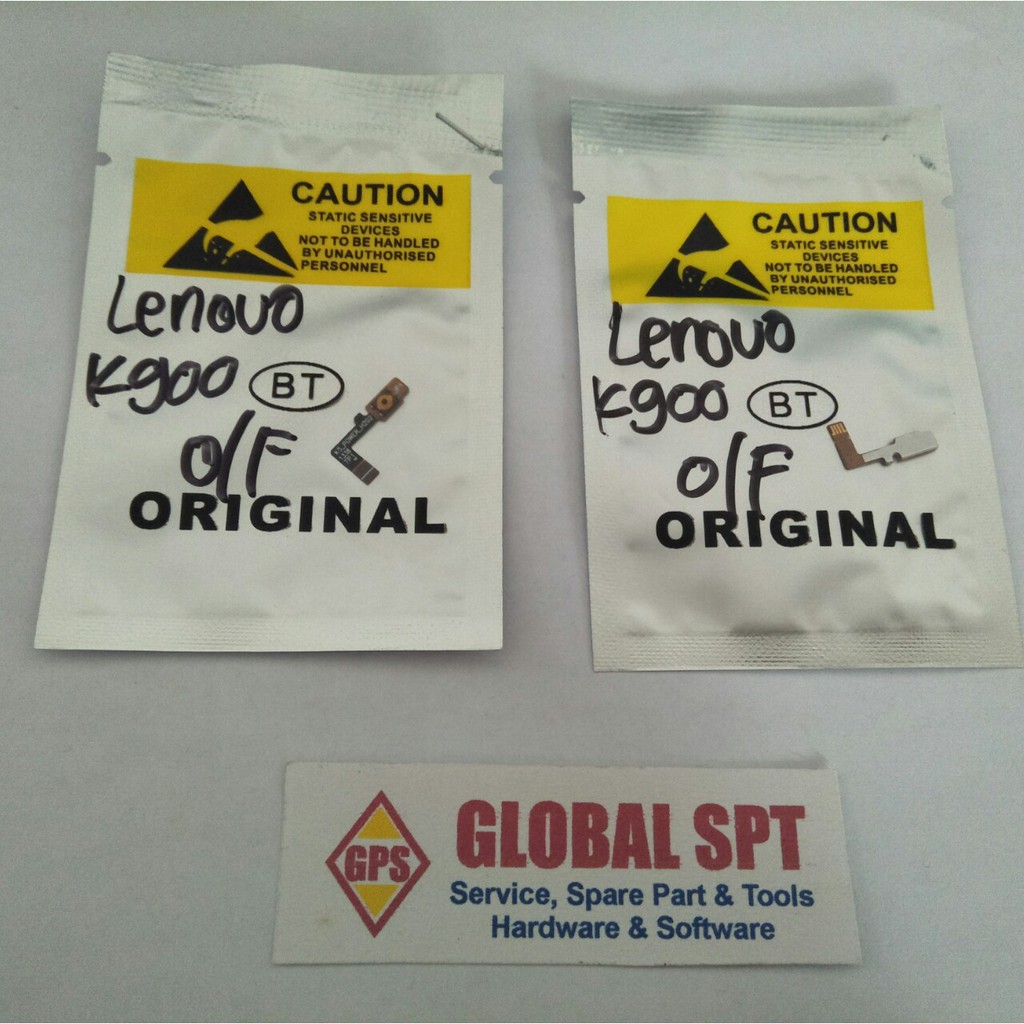 CAUTION
STATIC SENSITIVE
DEVICES
NOT TO BE HANDLED
BY UNAUTHORISED
PERSONNEL
Lenovo
K900 BT
O/F
ORIGINAL
CAUTION
STATIC SENSITIVE
DEVICES
NOT TO BE HANDLED
BY UNAUTHORISED
PERSONNEL
Lenovo
K900 BT
O/F
ORIGINAL
GPS
GLOBAL SPT
Service, Spare Part & Tools
Hardware & Software